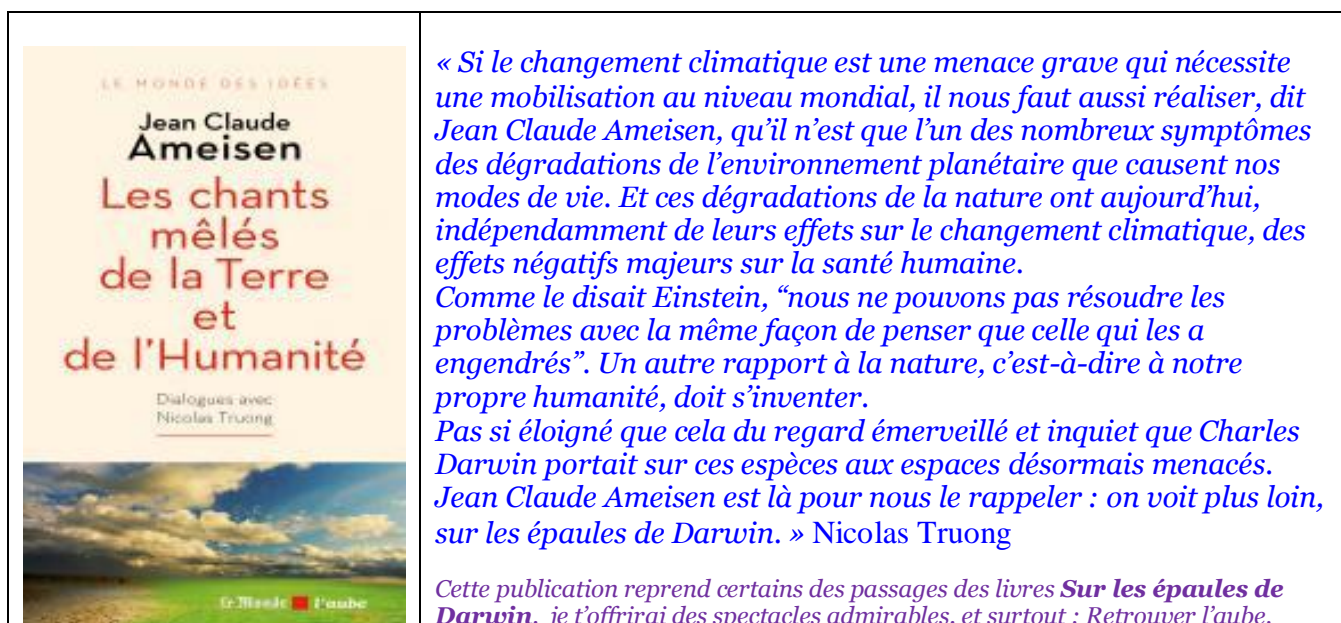 LE MONDE DES IDÉES
Jean Claude
Ameisen
Les chants
mêlés
de la Terre
et
de l'Humanité
Dialogues avec
Nicolas Truong
Le Monde l'aube
« Si le changement climatique est une menace grave qui nécessite
une mobilisation au niveau mondial, il nous faut aussi réaliser, dit
Jean Claude Ameisen, qu'il n'est que l'un des nombreux symptômes
des dégradations de l'environnement planétaire que causent nos
modes de vie. Et ces dégradations de la nature ont aujourd'hui,
indépendamment de leurs effets sur le changement climatique, des
effets négatifs majeurs sur la santé humaine.
Comme le disait Einstein, “nous ne pouvons pas résoudre les
problèmes avec la même façon de penser que celle qui les a
engendrés”. Un autre rapport à la nature, c'est-à-dire à notre
propre humanité, doit s'inventer.
Pas si éloigné que cela du regard émerveillé et inquiet que Charles
Darwin portait sur ces espèces aux espaces désormais menacés.
Jean Claude Ameisen est là pour nous le rappeler : on voit plus loin,
sur les épaules de Darwin. » Nicolas Truong
Cette publication reprend certains des passages des livres Sur les épaules de
Darwin, je t'offrirai des spectacles admirables, et surtout : Retrouver l'aube.